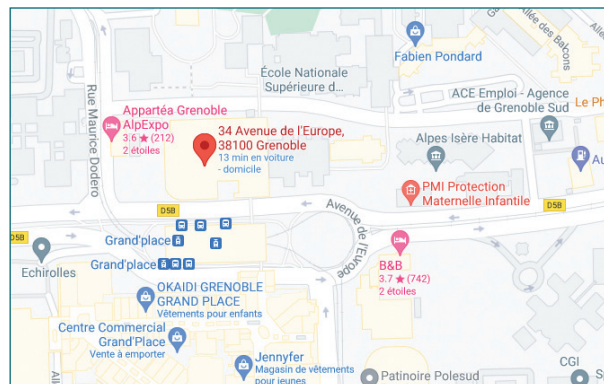 Allée des Balcons
Fabien Pondard
École Nationale
Supérieure d...
ACE Emploi - Agence
de Grenoble Sud
Le Ph
Rue Maurice Dodero
Appartéa Grenoble
AlpExpo
3.6 ★ (212)
2 étoiles
34 Avenue de l'Europe,
38100 Grenoble
13 min en voiture
- domicile
Alpes Isère Habitat
Au
PMI Protection
Maternelle Infantile
D5B
D5B
D5B
Avenue de l'Europe
Grand'place
Echirolles
Grand'place
B&B
3.7 ★ (742)
2 étoiles
OKAIDI GRENOBLE
GRAND PLACE
Vêtements pour enfants
Centre Commercial
Grand'Place
Vente à emporter
Jennyfer
Magasin de vêtements
pour jeunes
Patinoire Polesud
CGI
S